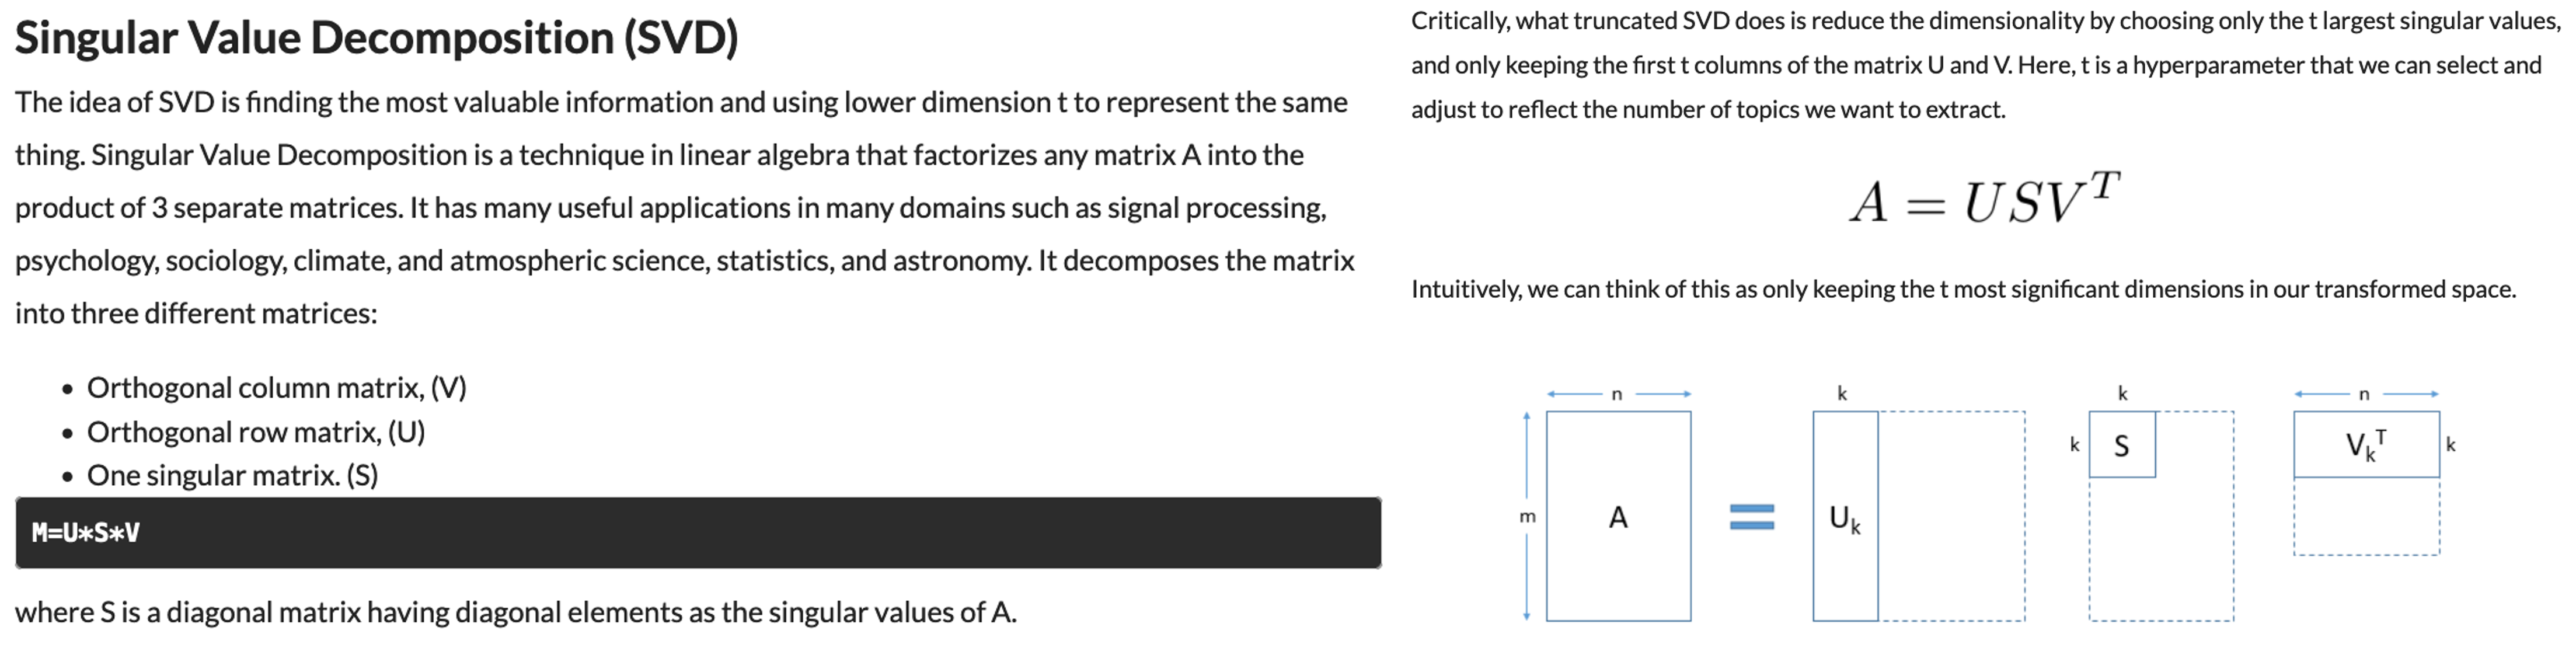 Singular Value Decomposition (SVD)
The idea of SVD is finding the most valuable information and using lower dimension t to represent the same
thing. Singular Value Decomposition is a technique in linear algebra that factorizes any matrix A into the
product of 3 separate matrices. It has many useful applications in many domains such as signal processing,
psychology, sociology, climate, and atmospheric science, statistics, and astronomy. It decomposes the matrix
into three different matrices:
• Orthogonal column matrix, (V)
• Orthogonal row matrix, (U)
• One singular matrix. (S)
M=U*S*V
where S is a diagonal matrix having diagonal elements as the singular values of A.
Critically, what truncated SVD does is reduce the dimensionality by choosing only the t largest singular values,
and only keeping the first t columns of the matrix U and V. Here, t is a hyperparameter that we can select and
adjust to reflect the number of topics we want to extract.
A = USV^T
Intuitively, we can think of this as only keeping the t most significant dimensions in our transformed space.
n
m
A
=
k
U_k
k
k
S
n
V_k^T
k